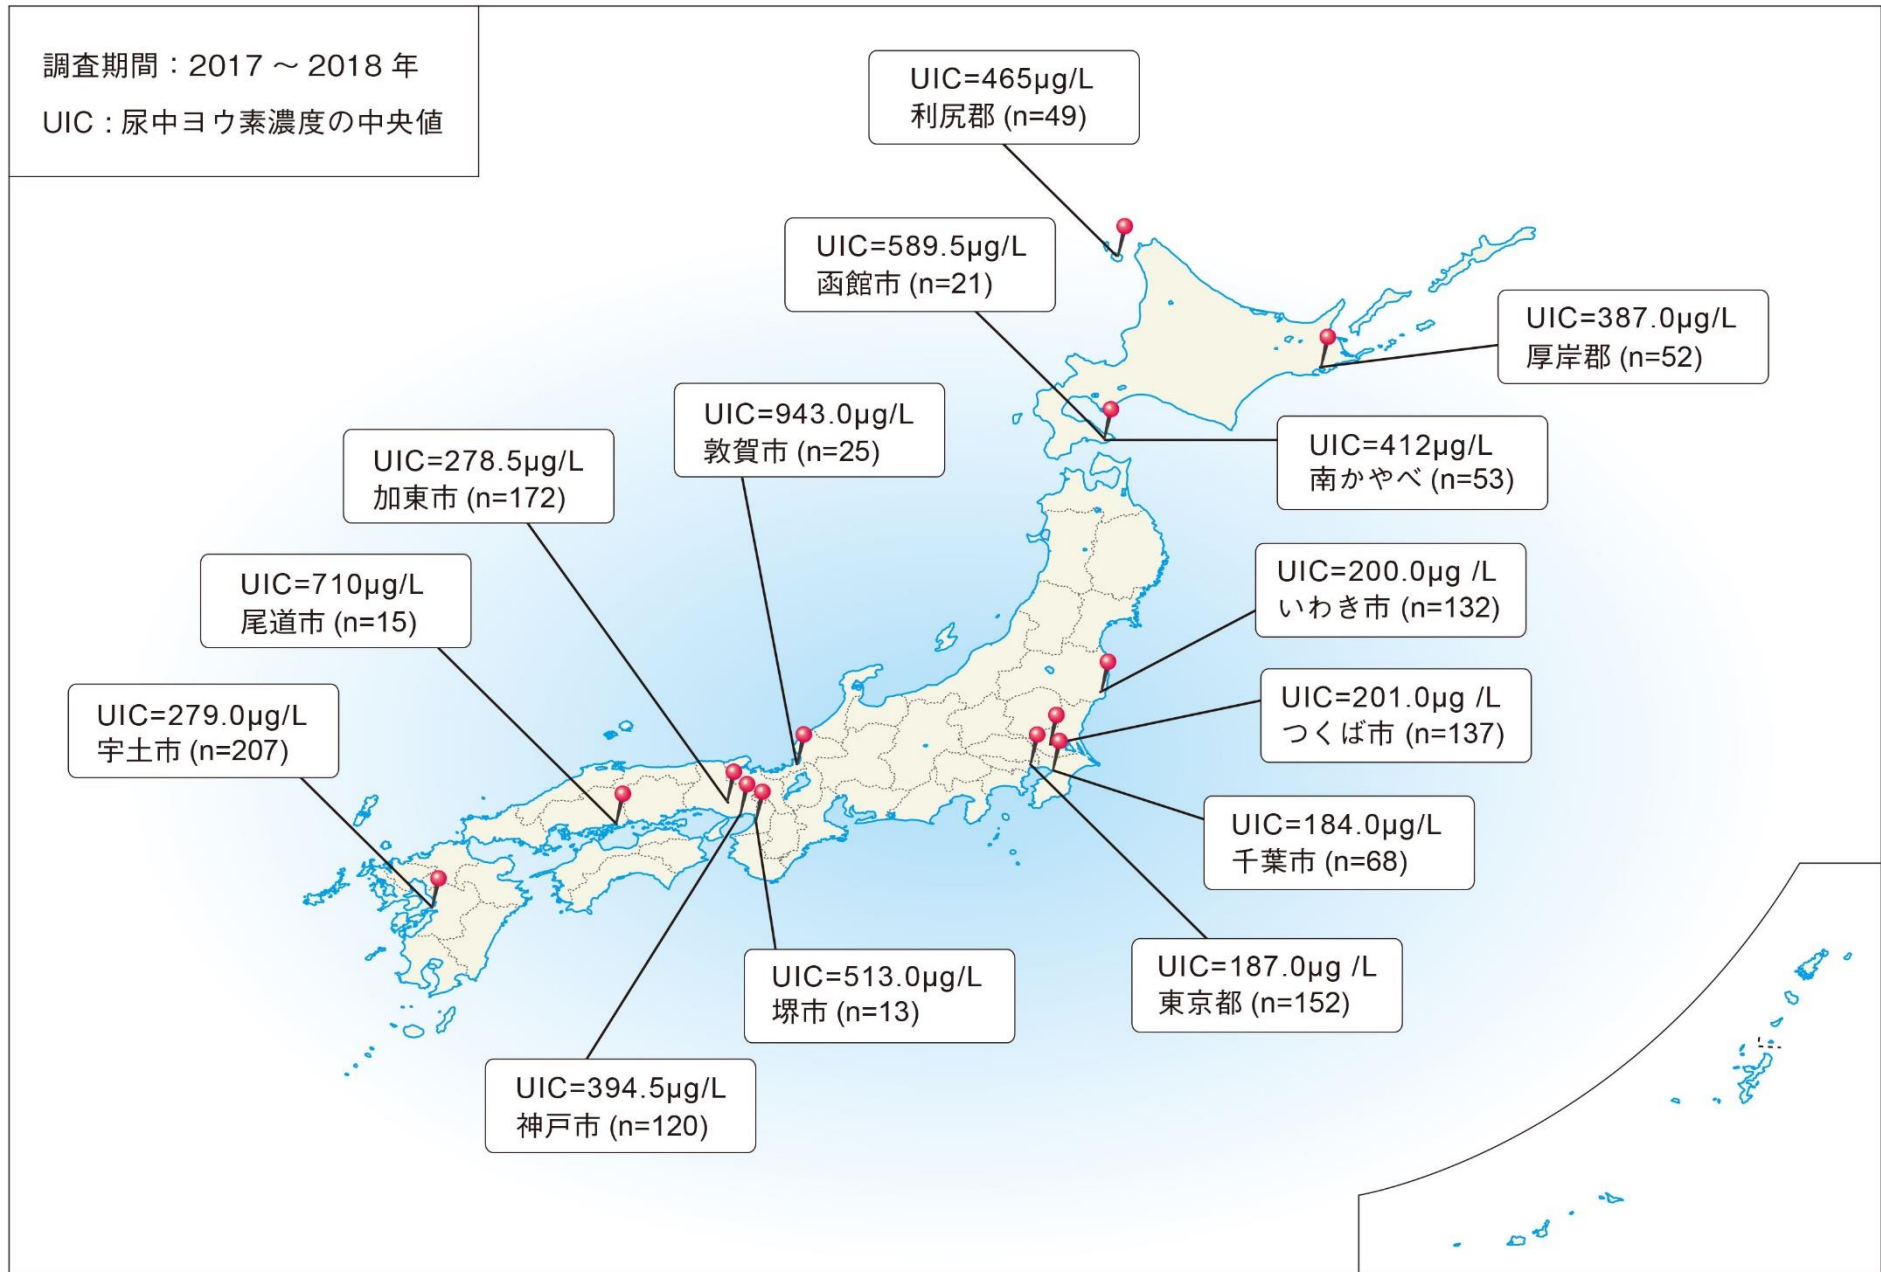 調査期間：2017 ～ 2018 年
UIC : 尿中ヨウ素濃度の中央値
UIC=465μg/L
利尻郡 (n=49)
UIC=589.5μg/L
函館市 (n=21)
UIC=387.0μg/L
厚岸郡 (n=52)
UIC=943.0μg/L
敦賀市 (n=25)
UIC=412μg/L
南かやべ (n=53)
UIC=278.5μg/L
加東市 (n=172)
UIC=200.0μg /L
いわき市 (n=132)
UIC=710μg/L
尾道市 (n=15)
UIC=201.0μg /L
つくば市 (n=137)
UIC=279.0μg/L
宇土市 (n=207)
UIC=184.0μg/L
千葉市 (n=68)
UIC=187.0μg /L
東京都 (n=152)
UIC=513.0μg/L
堺市 (n=13)
UIC=394.5μg/L
神戸市 (n=120)